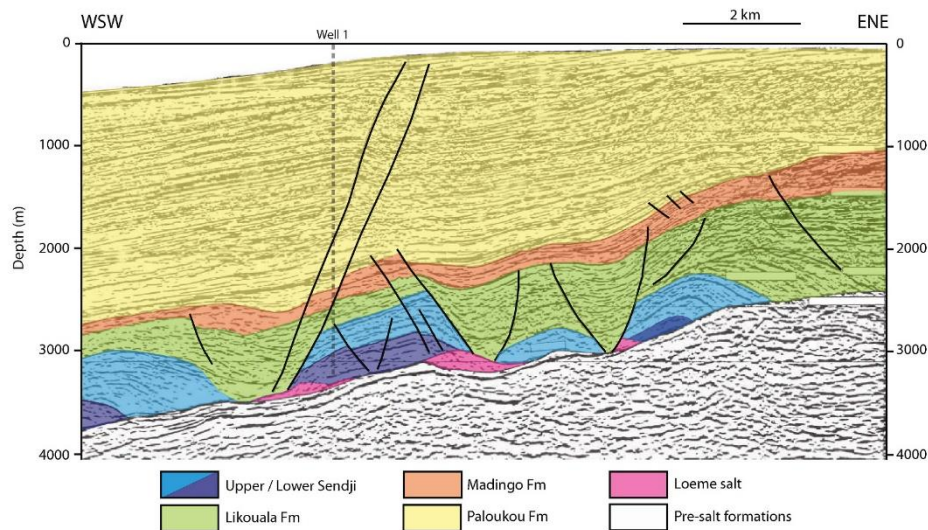 WSW
ENE
2 km
Well 1
0
0
1000
1000
2000
2000
3000
3000
4000
4000
Depth (m)
Upper / Lower Sendji
Madingo Fm
Loeme salt
Likouala Fm
Paloukou Fm
Pre-salt formations